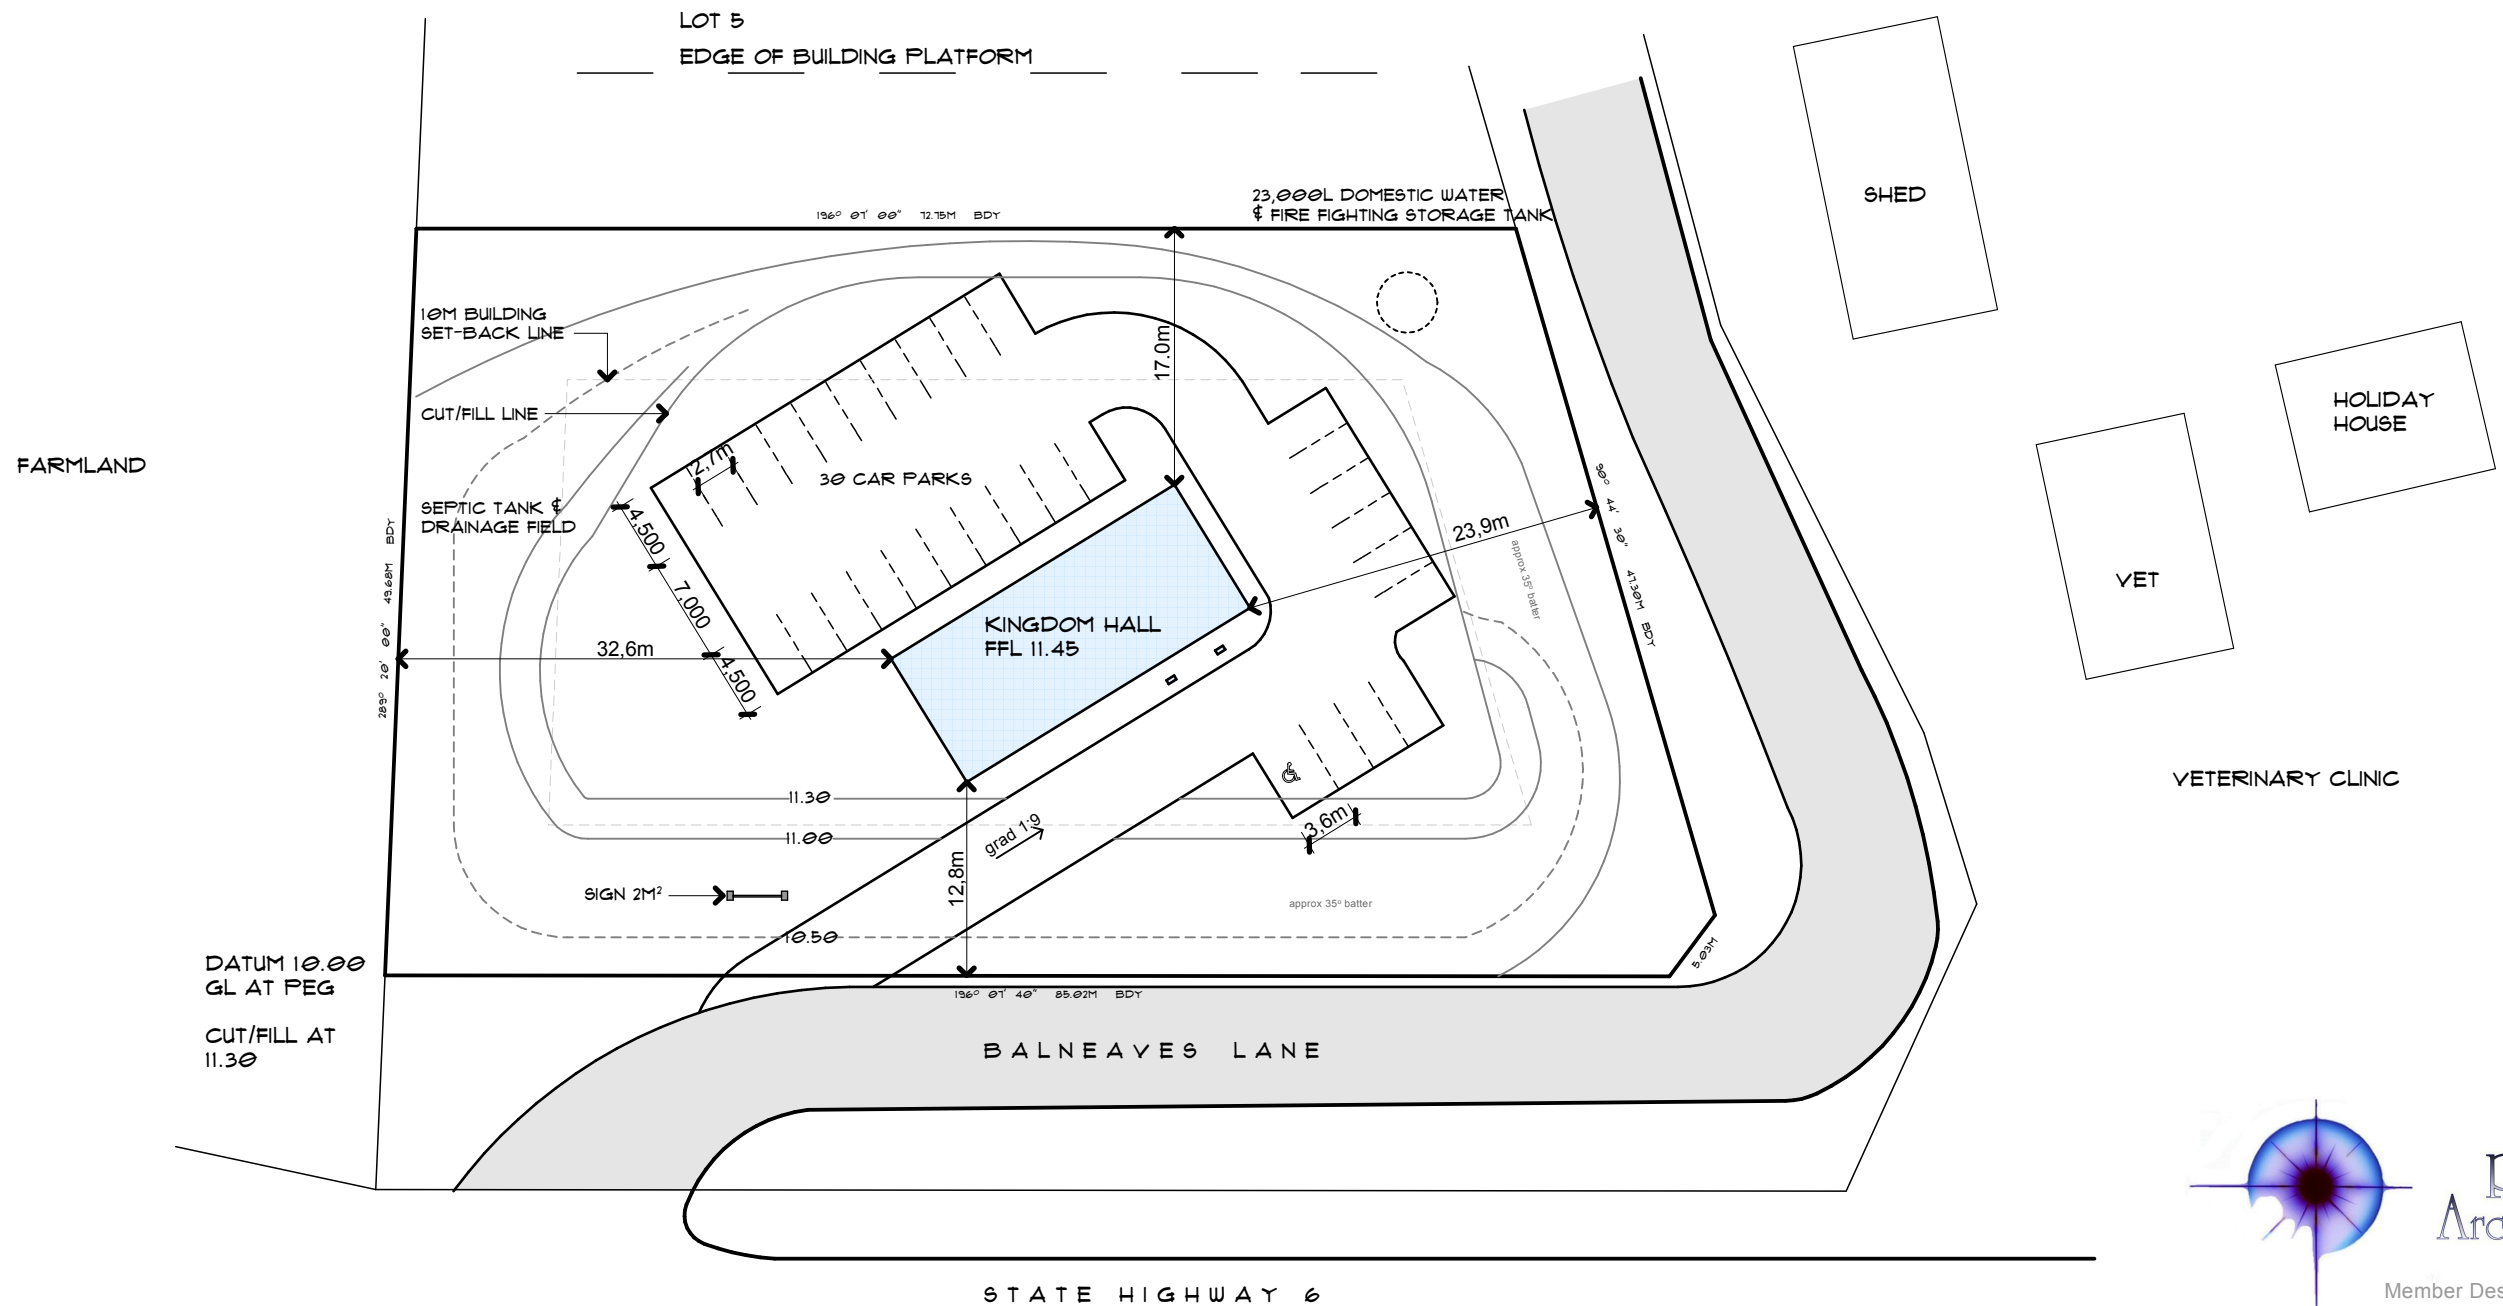 LOT 5
EDGE OF BUILDING PLATFORM
23,000L DOMESTIC WATER
& FIRE FIGHTING STORAGE TANK
196° 07' 00" 72.75M BDY
SHED
10M BUILDING
SET-BACK LINE
17.0m
CUT/FILL LINE
HOLIDAY
HOUSE
FARMLAND
2,7m
30 CAR PARKS
SEPTIC TANK &
DRAINAGE FIELD
4,500
7,000
4,500
23,9m
90° 44' 30" 47.30M BDY
approx 35° batter
VET
289° 20' 00" 49.68M BDY
32,6m
KINGDOM HALL
FFL 11.45
VETERINARY CLINIC
11.30
11.00
grad 1:9
3,6m
12,8m
SIGN 2M²
approx 35° batter
10.50
5.03M
DATUM 10.00
GL AT PEG
196° 07' 40" 85.02M BDY
CUT/FILL AT
11.30
BALNEAVES LANE
Arc
Member Des
STATE HIGHWAY 6